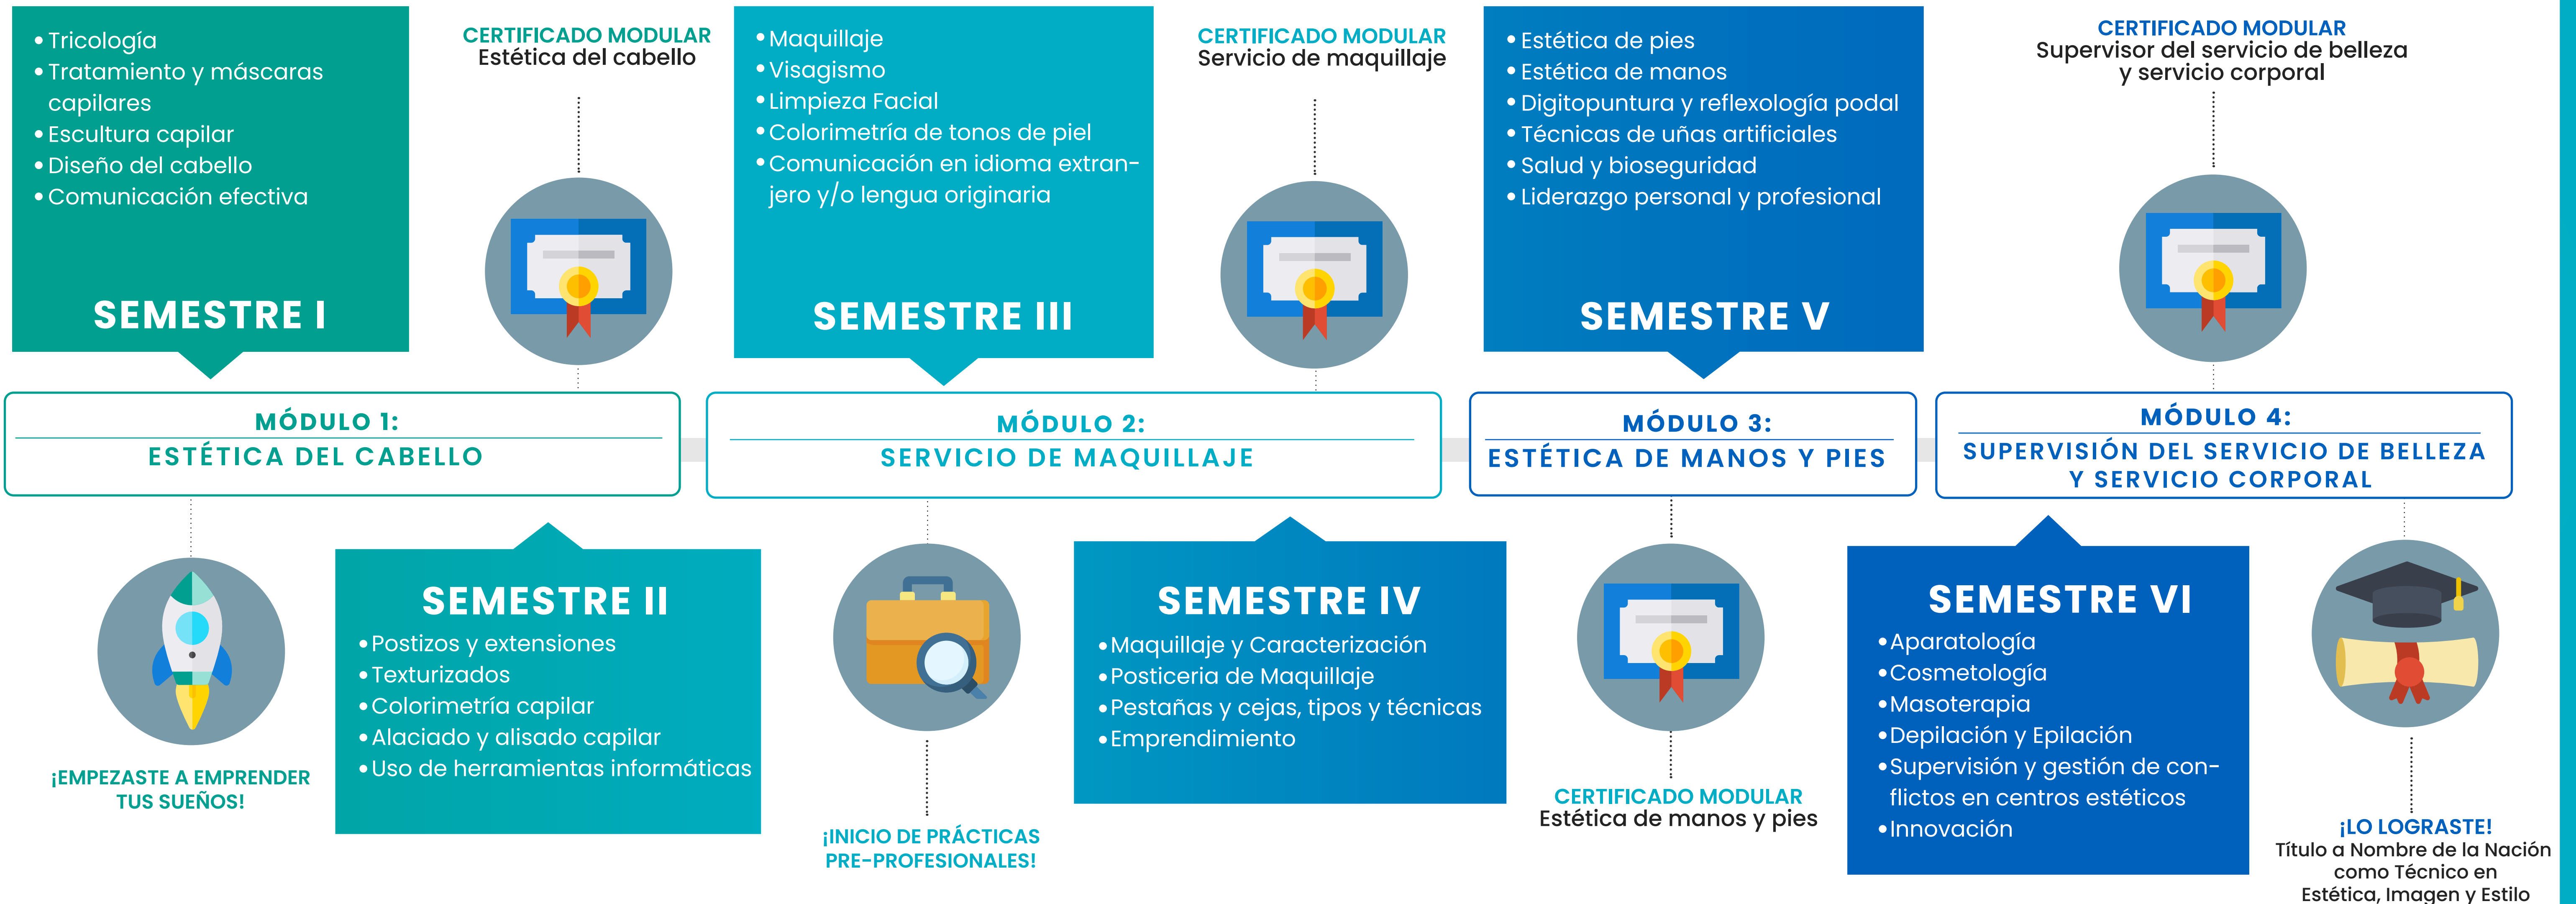 • Tricología
• Tratamiento y máscaras
capilares
• Escultura capilar
• Diseño del cabello
• Comunicación efectiva
SEMESTRE I
CERTIFICADO MODULAR
Estética del cabello
• Maquillaje
• Visagismo
• Limpieza Facial
• Colorimetría de tonos de piel
• Comunicación en idioma extran-
jero y/o lengua originaria
SEMESTRE III
CERTIFICADO MODULAR
Servicio de maquillaje
• Estética de pies
• Estética de manos
• Digitopuntura y reflexología podal
• Técnicas de uñas artificiales
• Salud y bioseguridad
• Liderazgo personal y profesional
SEMESTRE V
CERTIFICADO MODULAR
Supervisor del servicio de belleza
y servicio corporal
MÓDULO 1:
ESTÉTICA DEL CABELLO
MÓDULO 2:
SERVICIO DE MAQUILLAJE
MÓDULO 3:
ESTÉTICA DE MANOS Y PIES
MÓDULO 4:
SUPERVISIÓN DEL SERVICIO DE BELLEZA
Y SERVICIO CORPORAL
¡EMPEZASTE A EMPRENDER
TUS SUEÑOS!
SEMESTRE II
• Postizos y extensiones
• Texturizados
• Colorimetría capilar
• Alaciado y alisado capilar
• Uso de herramientas informáticas
¡INICIO DE PRÁCTICAS
PRE-PROFESIONALES!
SEMESTRE IV
• Maquillaje y Caracterización
• Posticeria de Maquillaje
• Pestañas y cejas, tipos y técnicas
• Emprendimiento
CERTIFICADO MODULAR
Estética de manos y pies
SEMESTRE VI
• Aparatología
• Cosmetología
• Masoterapia
• Depilación y Epilación
• Supervisión y gestión de con-
flictos en centros estéticos
• Innovación
¡LO LOGRASTE!
Título a Nombre de la Nación
como Técnico en
Estética, Imagen y Estilo